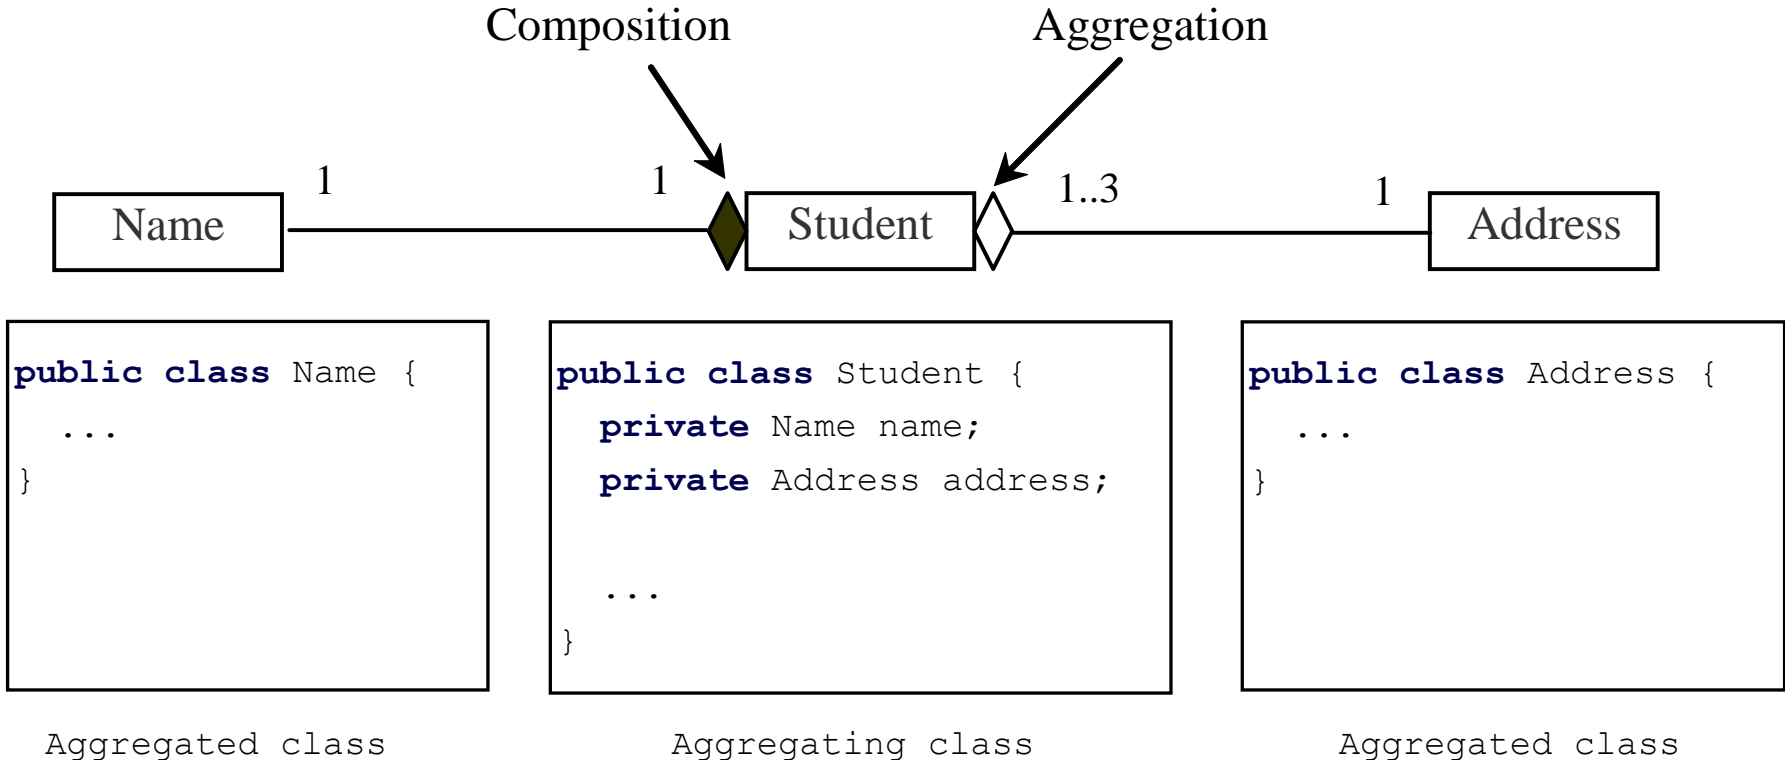 Composition
Aggregation
1
1
1..3
1
Name
Student
Address
public class Name {
...
}
public class Student {
private Name name;
private Address address;
...
}
public class Address {
...
}
Aggregated class
Aggregating class
Aggregated class